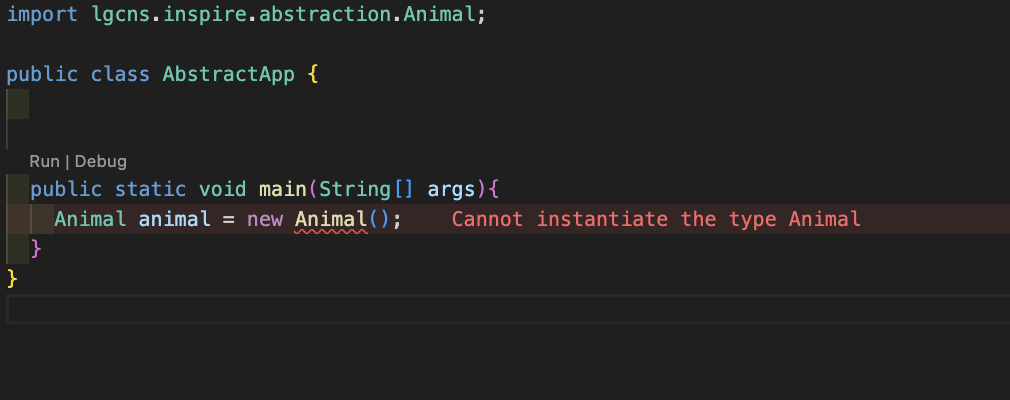 import lgcns.inspire.abstraction.Animal;
public class AbstractApp {
Run | Debug
public static void main(String[] args){
Animal animal = new Animal();    Cannot instantiate the type Animal
}
}